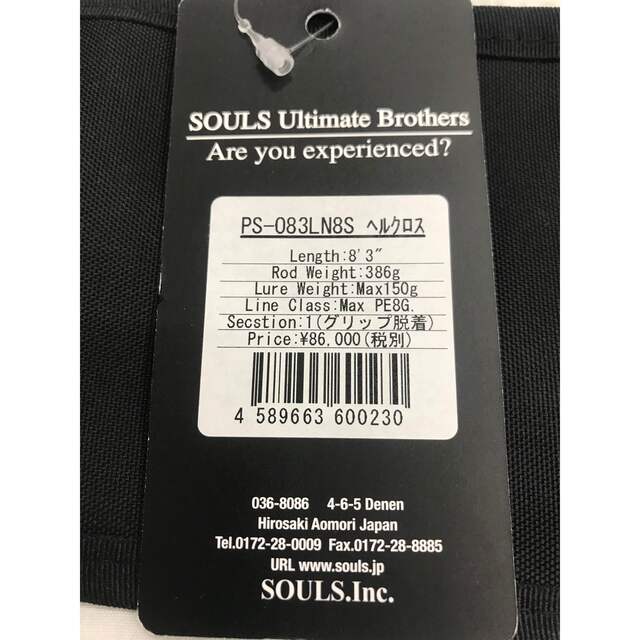 SOULS Ultimate Brothers
Are you experienced?
PS-083LN8S ヘルクロス
Length:8'3"
Rod Weight:386g
Lure Weight:Max150g
Line Class:Max PE8G.
Secstion:1(グリップ脱着)
Price:¥86,000(税別)
4 589663 600230
036-8086 4-6-5 Denen
Hirosaki Aomori Japan
Tel.0172-28-0009 Fax.0172-28-8885
URL www.souls.jp
SOULS.Inc.